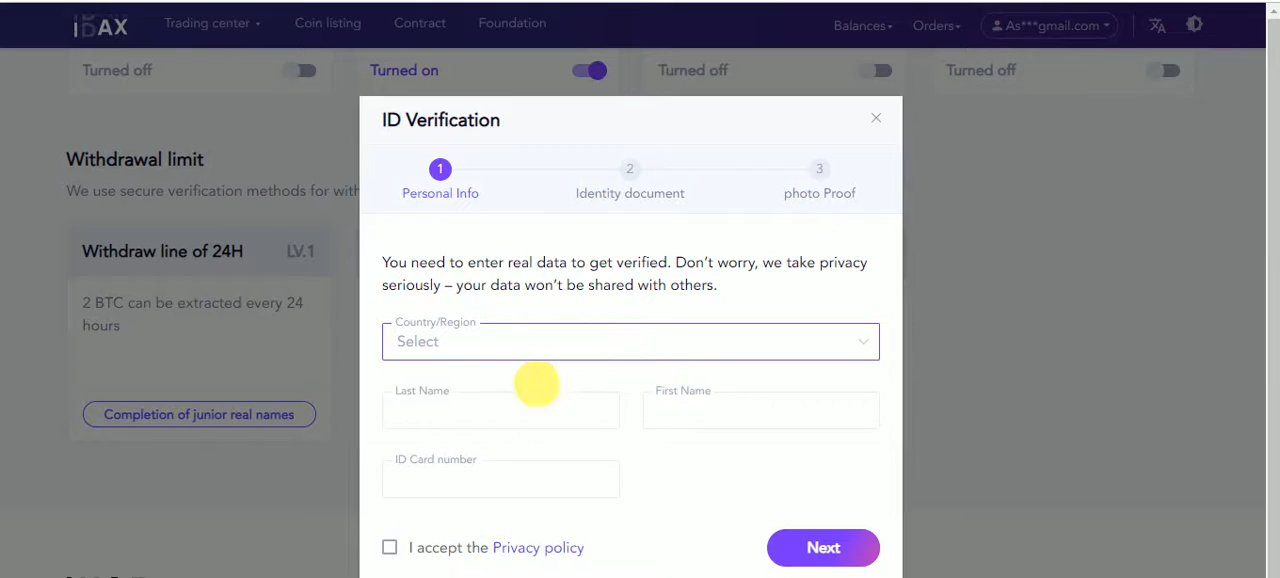 IDAX
Trading center
Coin listing
Contract
Foundation
Balances
Orders
As***gmail.com
Turned off
Turned on
Turned off
Turned off
ID Verification
1
2
3
Personal Info
Identity document
photo Proof
Withdrawal limit
We use secure verification methods for with
Withdraw line of 24H
LV.1
2 BTC can be extracted every 24
hours
Completion of junior real names
You need to enter real data to get verified. Don't worry, we take privacy
seriously – your data won't be shared with others.
Country/Region
Select
Last Name
First Name
ID Card number
I accept the Privacy policy
Next